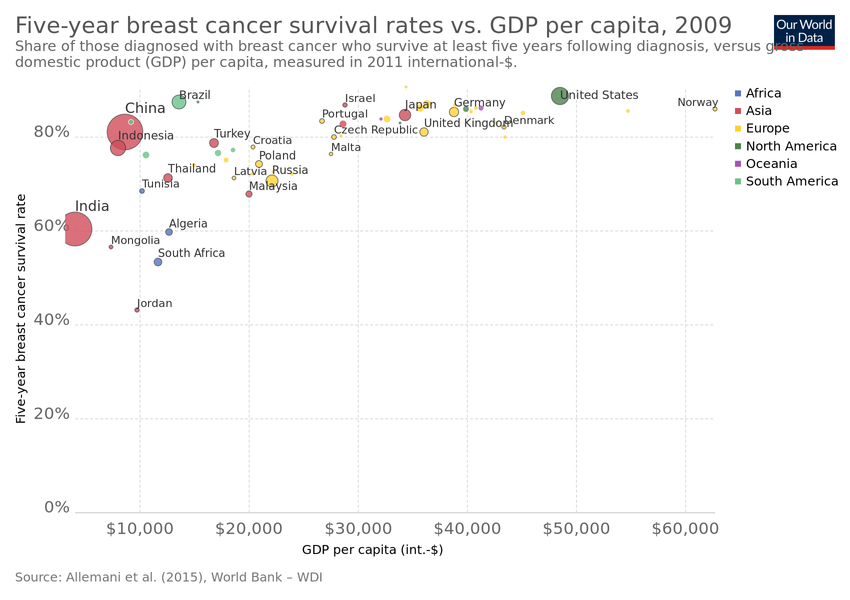 Five-year breast cancer survival rates vs. GDP per capita, 2009
Our World
in Data
Share of those diagnosed with breast cancer who survive at least five years following diagnosis, versus gross
domestic product (GDP) per capita, measured in 2011 international-$.
Africa
Asia
Europe
North America
Oceania
South America
Five-year breast cancer survival rate
80%
60%
40%
20%
0%
Brazil
China
Indonesia
Israel
Portugal
Japan
Germany
United States
Norway
Turkey
Croatia
Czech Republic
United Kingdom
Denmark
Malta
Poland
Thailand
Latvia
Russia
Tunisia
Malaysia
India
Algeria
Mongolia
South Africa
Jordan
$10,000
$20,000
$30,000
$40,000
$50,000
$60,000
GDP per capita (int.-$)
Source: Allemani et al. (2015), World Bank – WDI